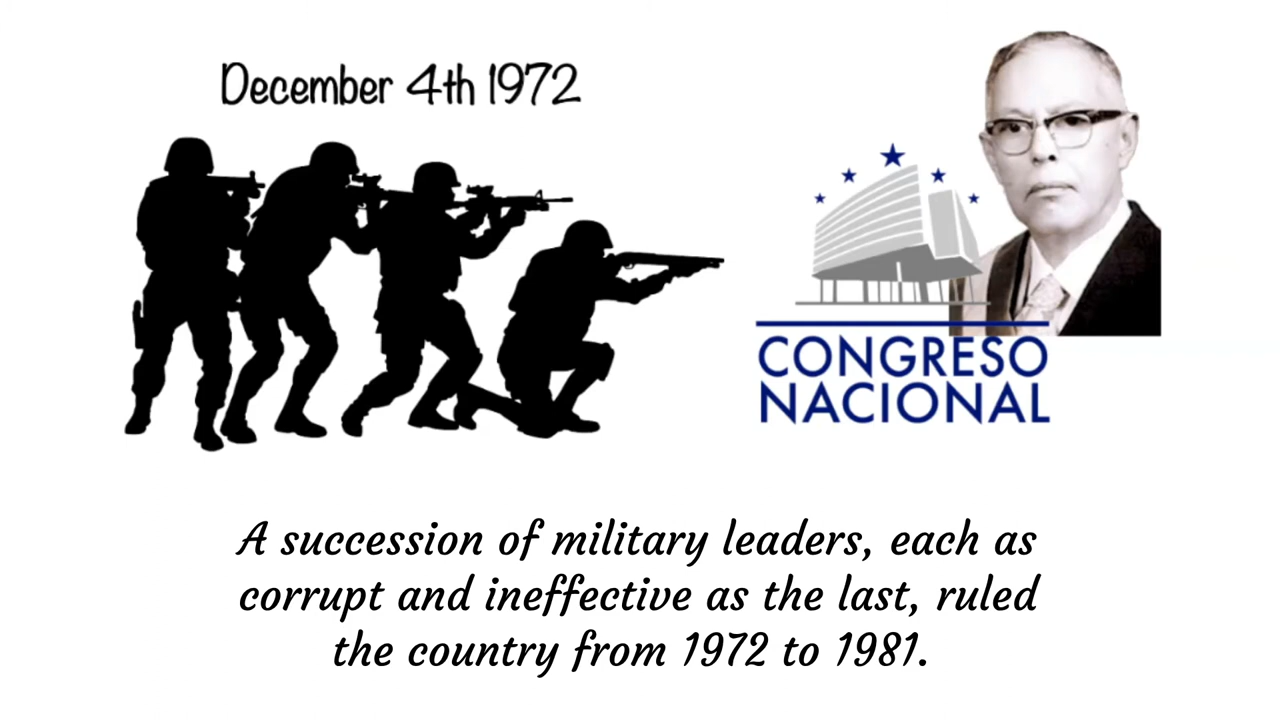 December 4th 1972
CONGRESO
NACIONAL
A succession of military leaders, each as
corrupt and ineffective as the last, ruled
the country from 1972 to 1981.